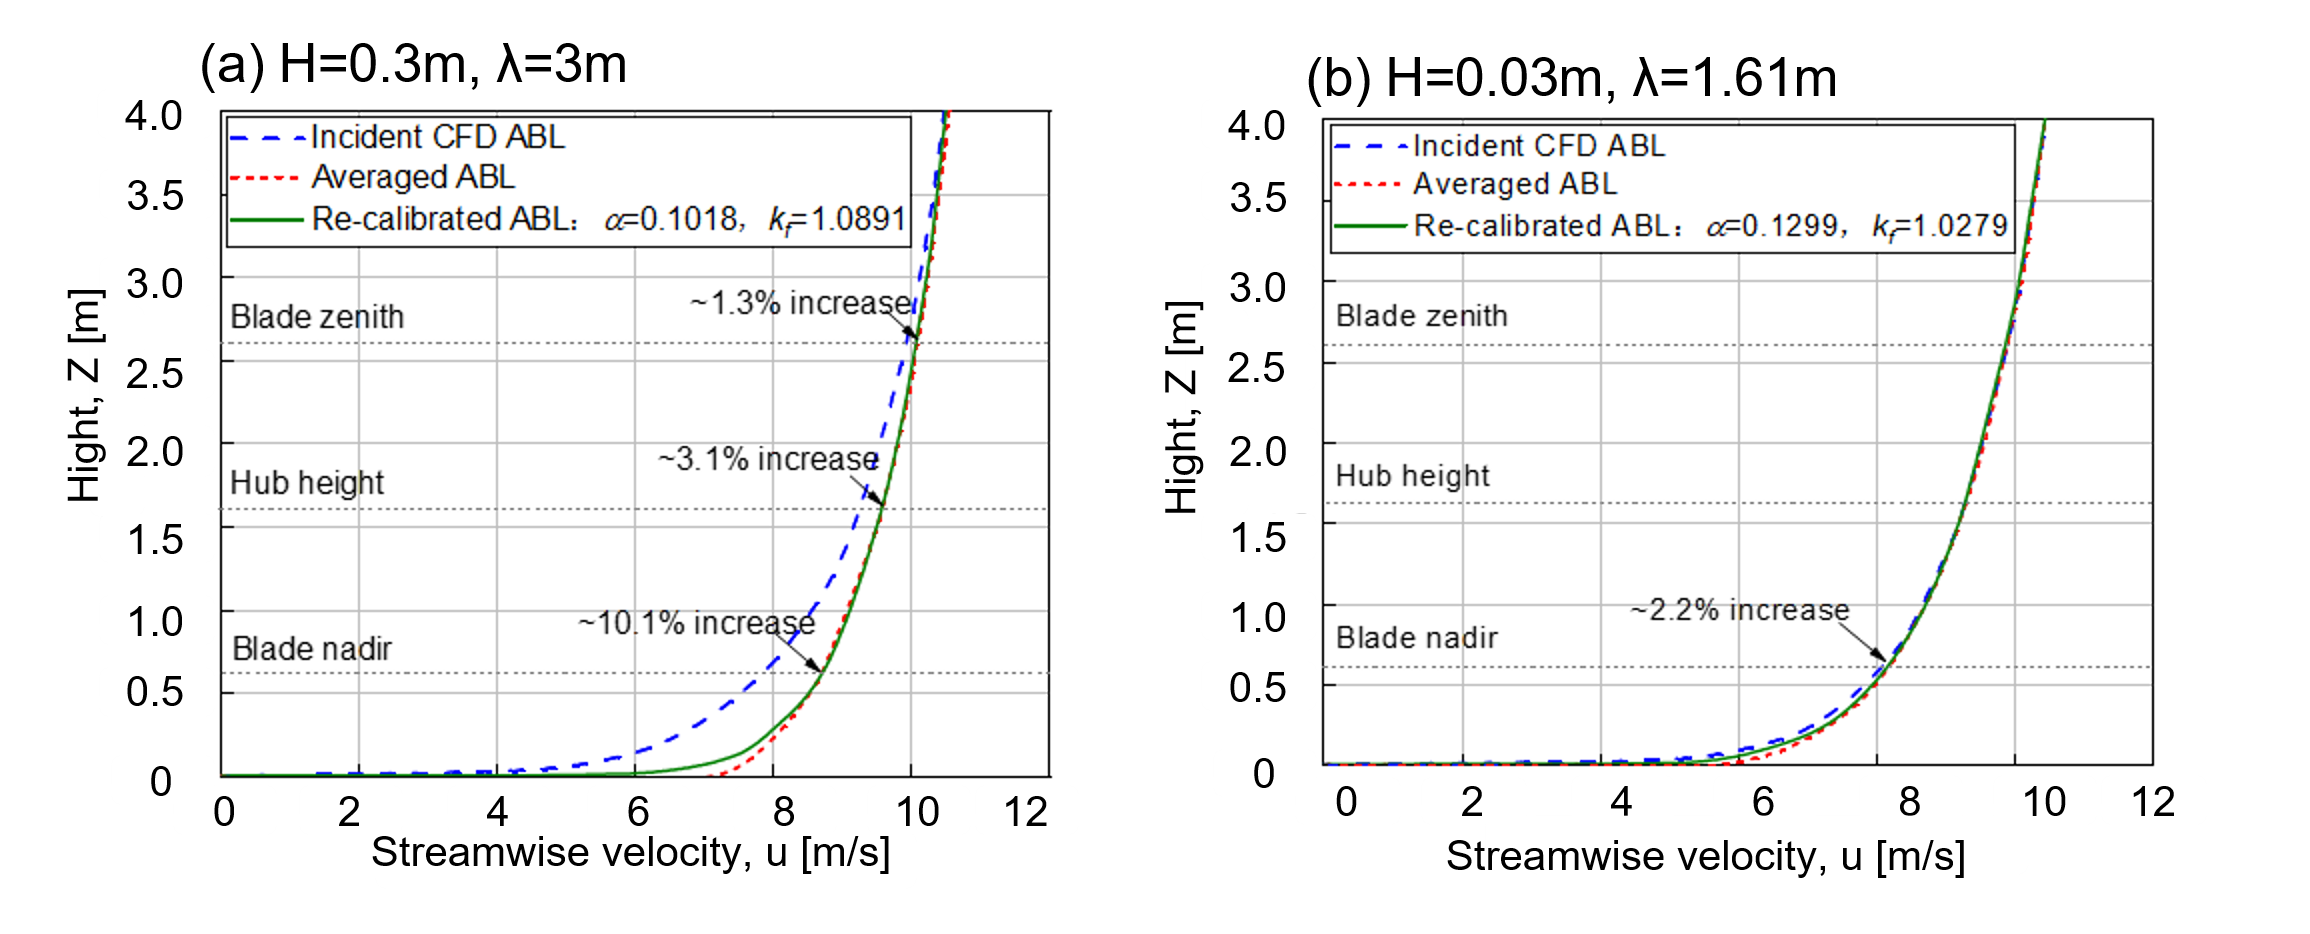 (a) H=0.3m, λ=3m
4.0
Incident CFD ABL
Averaged ABL
Re-calibrated ABL： α=0.1018， kf=1.0891
3.5
3.0
~1.3% increase
Blade zenith
2.5
2.0
~3.1% increase
Hub height
1.5
1.0
~10.1% increase
Blade nadir
0.5
0
0 2 4 6 8 10 12
Hight, Z [m]
Streamwise velocity, u [m/s]
(b) H=0.03m, λ=1.61m
4.0
Incident CFD ABL
Averaged ABL
Re-calibrated ABL： α=0.1299， kf=1.0279
3.5
3.0
Blade zenith
2.5
2.0
Hub height
1.5
1.0
~2.2% increase
Blade nadir
0.5
0
0 2 4 6 8 10 12
Hight, Z [m]
Streamwise velocity, u [m/s]